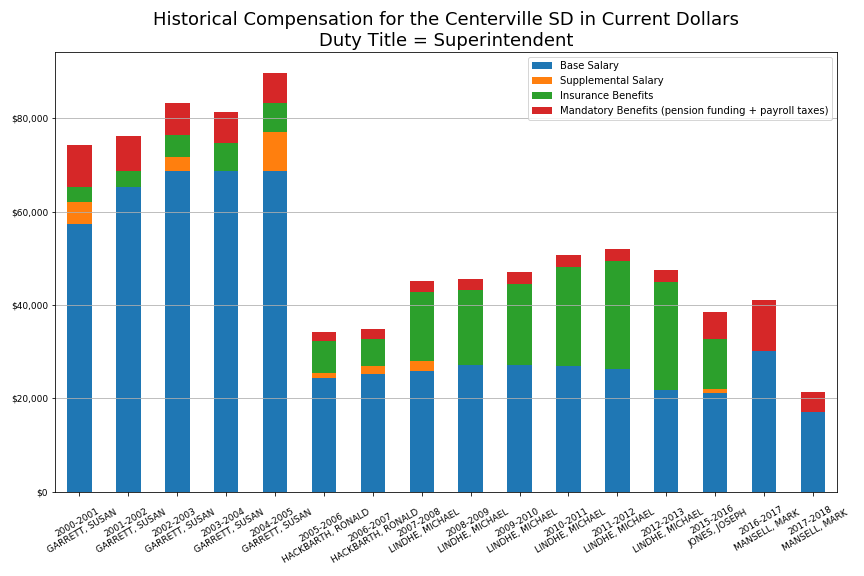 Historical Compensation for the Centerville SD in Current Dollars
Duty Title = Superintendent
Base Salary
Supplemental Salary
Insurance Benefits
Mandatory Benefits (pension funding + payroll taxes)
$80,000
$60,000
$40,000
$20,000
$0
2000-2001
GARRETT, SUSAN
2001-2002
GARRETT, SUSAN
2002-2003
GARRETT, SUSAN
2003-2004
GARRETT, SUSAN
2004-2005
GARRETT, SUSAN
2005-2006
HACKBARTH, RONALD
2006-2007
HACKBARTH, RONALD
2007-2008
LINDHE, MICHAEL
2008-2009
LINDHE, MICHAEL
2009-2010
LINDHE, MICHAEL
2010-2011
LINDHE, MICHAEL
2011-2012
LINDHE, MICHAEL
2012-2013
LINDHE, MICHAEL
2015-2016
JONES, JOSEPH
2016-2017
MANSELL, MARK
2017-2018
MANSELL, MARK